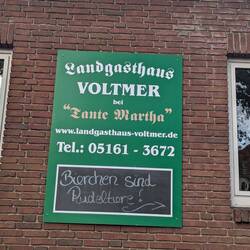 Landgasthaus
VOLTMER
bei
"Tante Martha"
www.landgasthaus-voltmer.de
Tel.: 05161 - 3672
Bierchen sind
Rudeltiere!